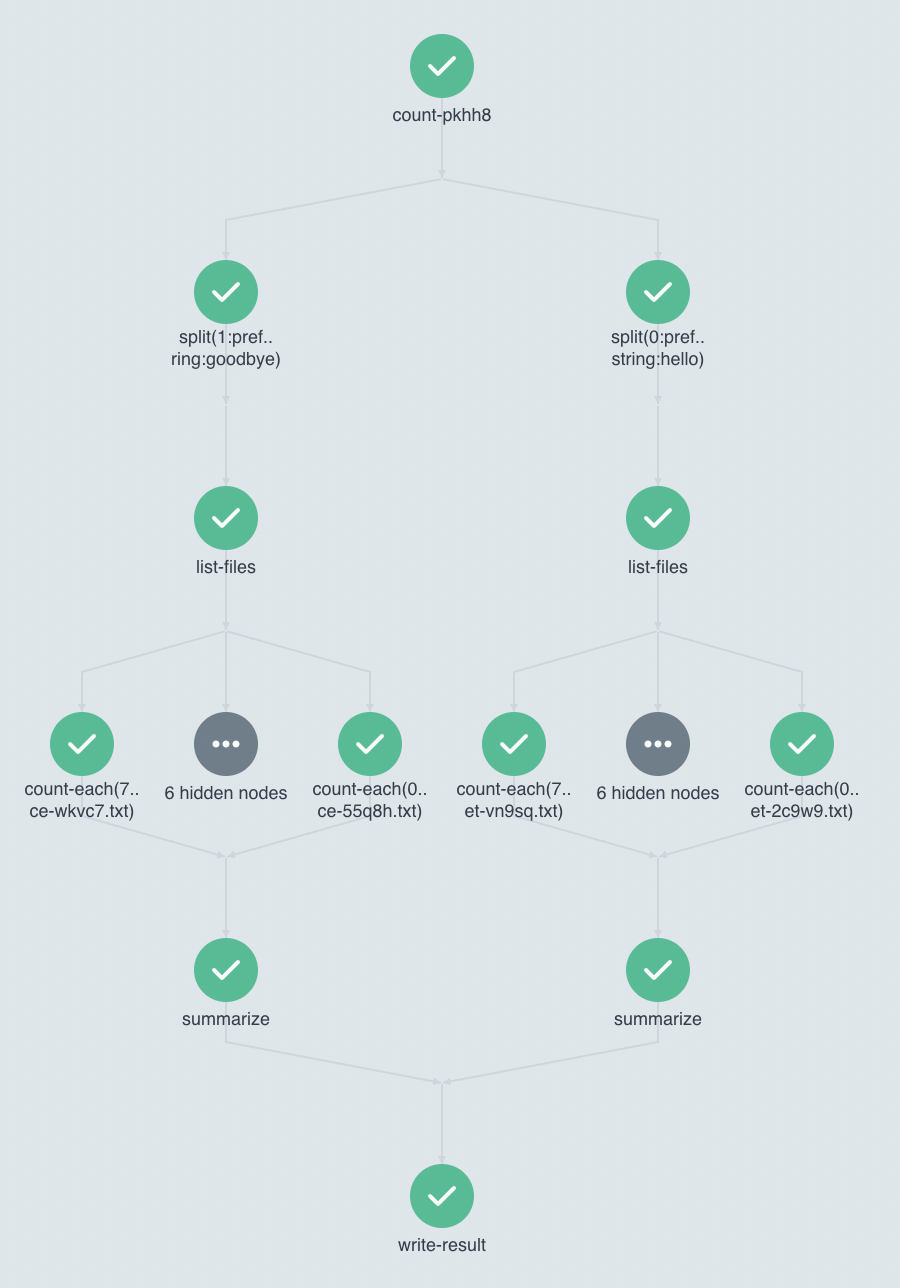 count-pkhh8
split(1:pref..
ring:goodbye)
split(0:pref..
string:hello)
list-files
list-files
count-each(7..
ce-wkvc7.txt)
6 hidden nodes
count-each(0..
ce-55q8h.txt)
count-each(7..
et-vn9sq.txt)
6 hidden nodes
count-each(0..
et-2c9w9.txt)
summarize
summarize
write-result